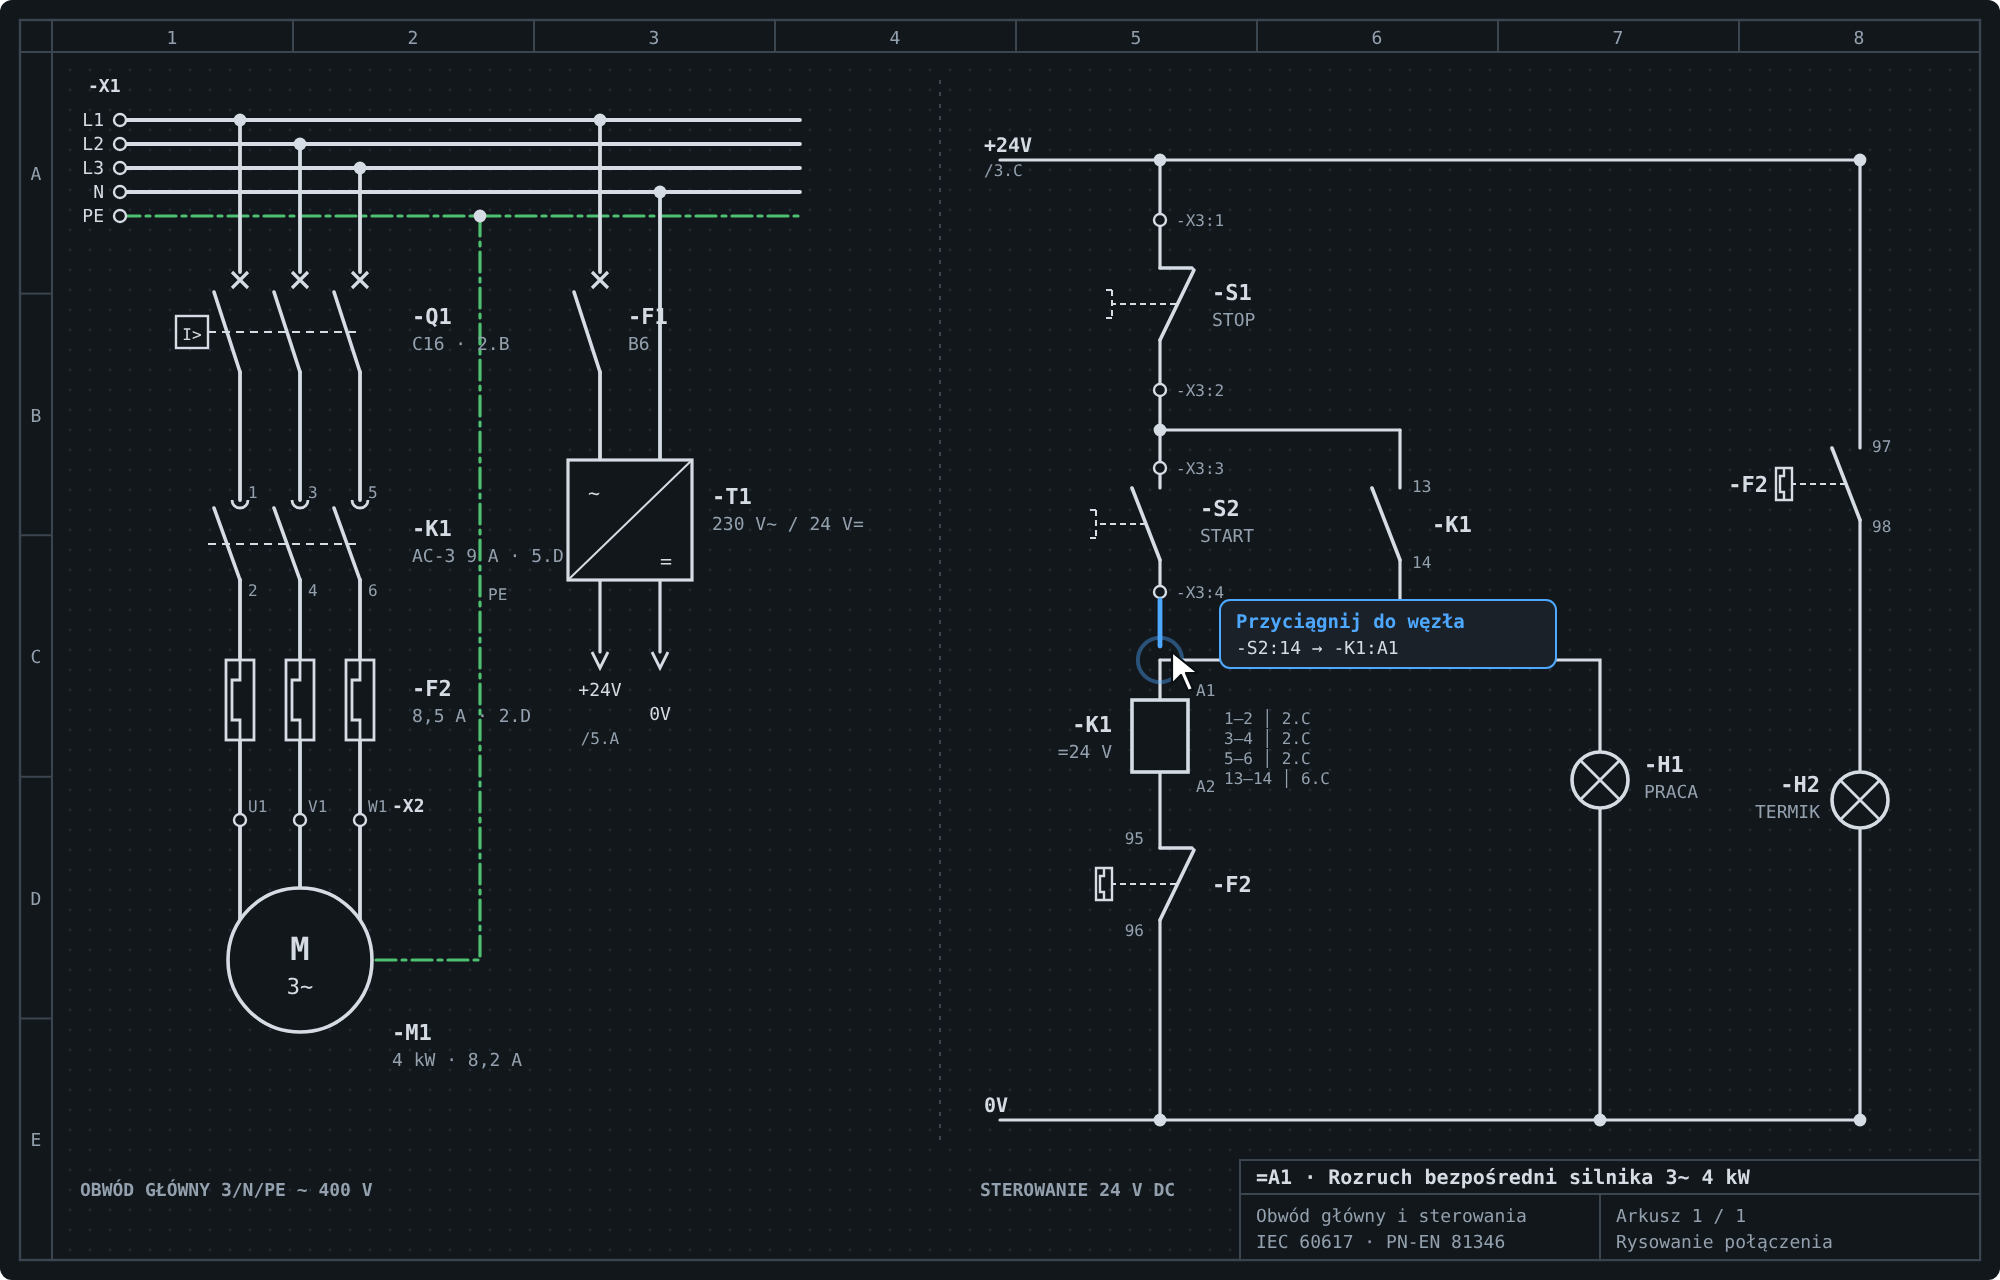 1 2 3 4 5 6 7 8
A
B
C
D
E
-X1
L1
L2
L3
N
PE
I>
-Q1
C16 · 2.B
-F1
B6
1 3 5
-K1
AC-3 9 A · 5.D
2 4 6
PE
~
=
-T1
230 V~ / 24 V=
+24V
0V
/5.A
-F2
8,5 A · 2.D
U1 V1 W1 -X2
M
3~
-M1
4 kW · 8,2 A
OBWÓD GŁÓWNY 3/N/PE ~ 400 V
+24V
/3.C
-X3:1
-S1
STOP
-X3:2
-X3:3
-S2
START
-X3:4
13
-K1
14
Przyciągnij do węzła
-S2:14 → -K1:A1
A1
-K1
=24 V
A2
1–2 │ 2.C
3–4 │ 2.C
5–6 │ 2.C
13–14 │ 6.C
95
-F2
96
-H1
PRACA
97
-F2
98
-H2
TERMIK
0V
STEROWANIE 24 V DC
=A1 · Rozruch bezpośredni silnika 3~ 4 kW
Obwód główny i sterowania
IEC 60617 · PN-EN 81346
Arkusz 1 / 1
Rysowanie połączenia